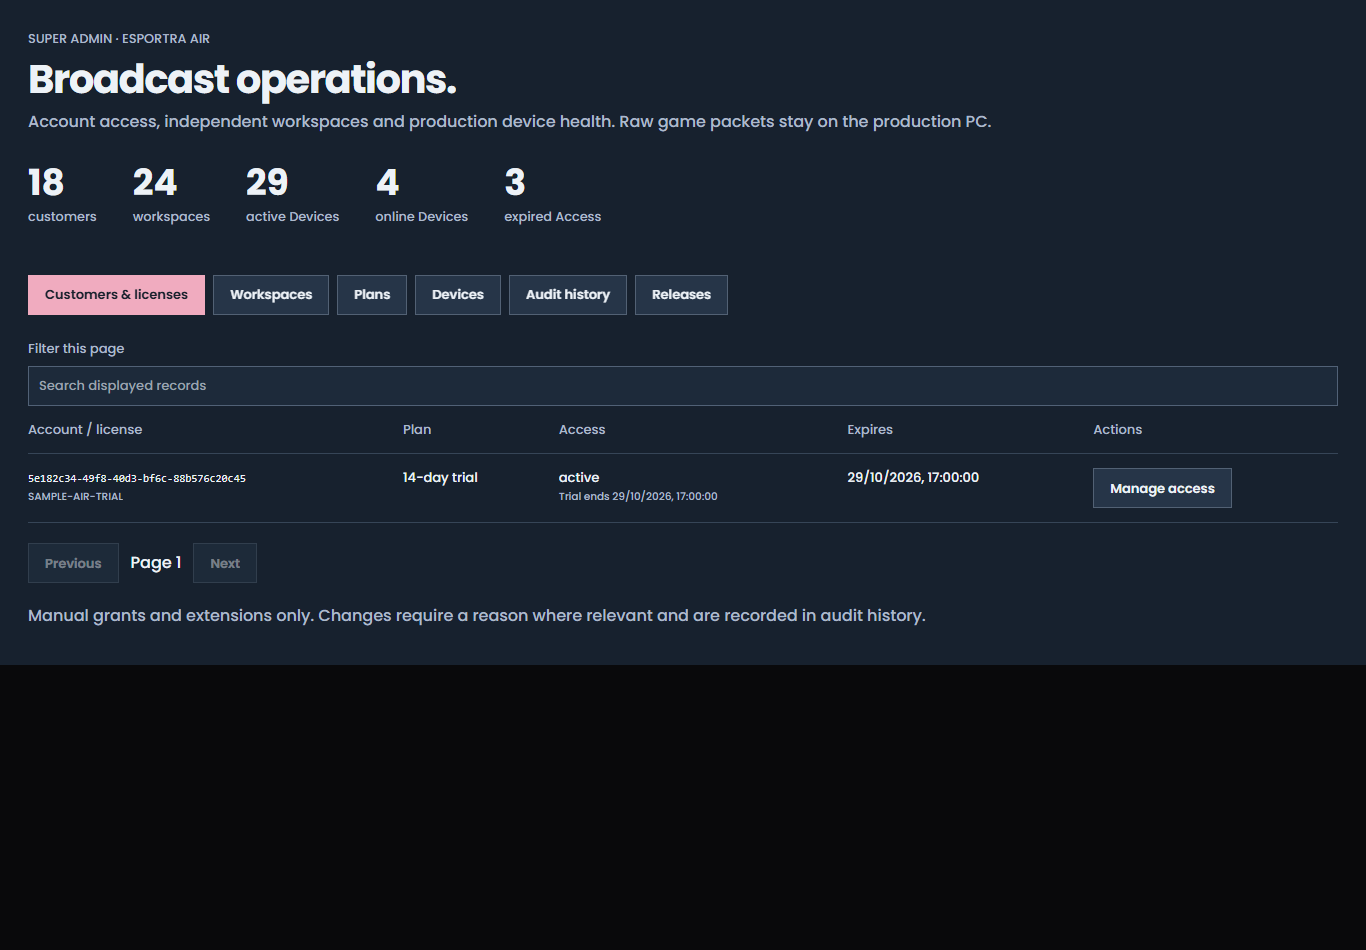 SUPER ADMIN · ESPORTRA AIR
Broadcast operations.
Account access, independent workspaces and production device health. Raw game packets stay on the production PC.
18 24 29 4 3
customers workspaces active Devices online Devices expired Access
Customers & licenses Workspaces Plans Devices Audit history Releases
Filter this page
Search displayed records
Account / license Plan Access Expires Actions
5e182c34-49f8-40d3-bf6c-88b576c20c45 14-day trial active 29/10/2026, 17:00:00 Manage access
SAMPLE-AIR-TRIAL Trial ends 29/10/2026, 17:00:00
Previous Page 1 Next
Manual grants and extensions only. Changes require a reason where relevant and are recorded in audit history.